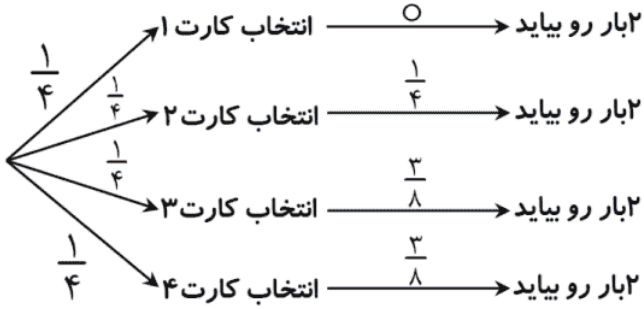 ۱/۴ انتخاب کارت ۱ ۰ ۲بار رو بیاید
۱/۴ انتخاب کارت ۲ ۱/۴ ۲بار رو بیاید
۱/۴ انتخاب کارت ۳ ۳/۸ ۲بار رو بیاید
۱/۴ انتخاب کارت ۴ ۳/۸ ۲بار رو بیاید